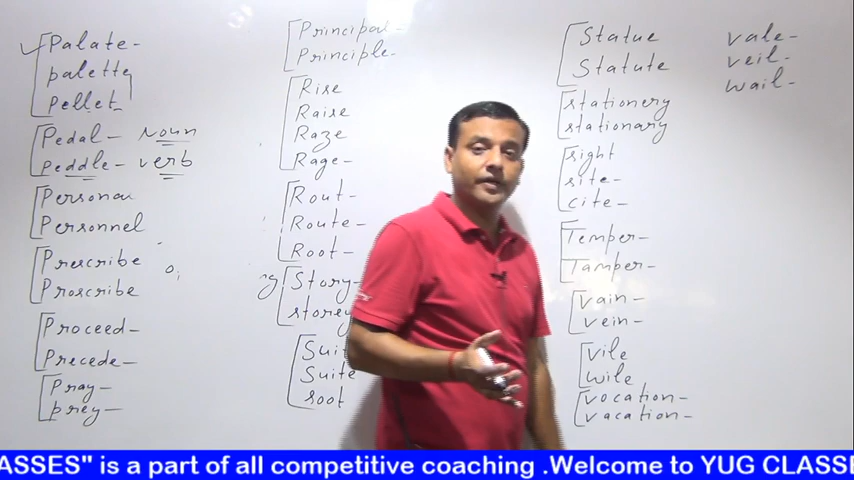 Palate-
palette
Pellet-
Pedal- Noun
Peddle- verb
Personal
Personnel
Prescribe
Proscribe
Proceed-
Precede-
Pray-
prey-
Principal-
Principle-
Rise
Raise
Raze
Rage-
Rout-
Route-
Root-
Story-
storey
Suit
Suite
soot
Statue
Statute
stationery
stationary
right
site-
cite-
Temper-
Tamper-
vain-
vein-
vile
wile
vocation-
vacation-
vale-
veil-
wail-
ASSES" is a part of all competitive coaching .Welcome to YUG CLASSE